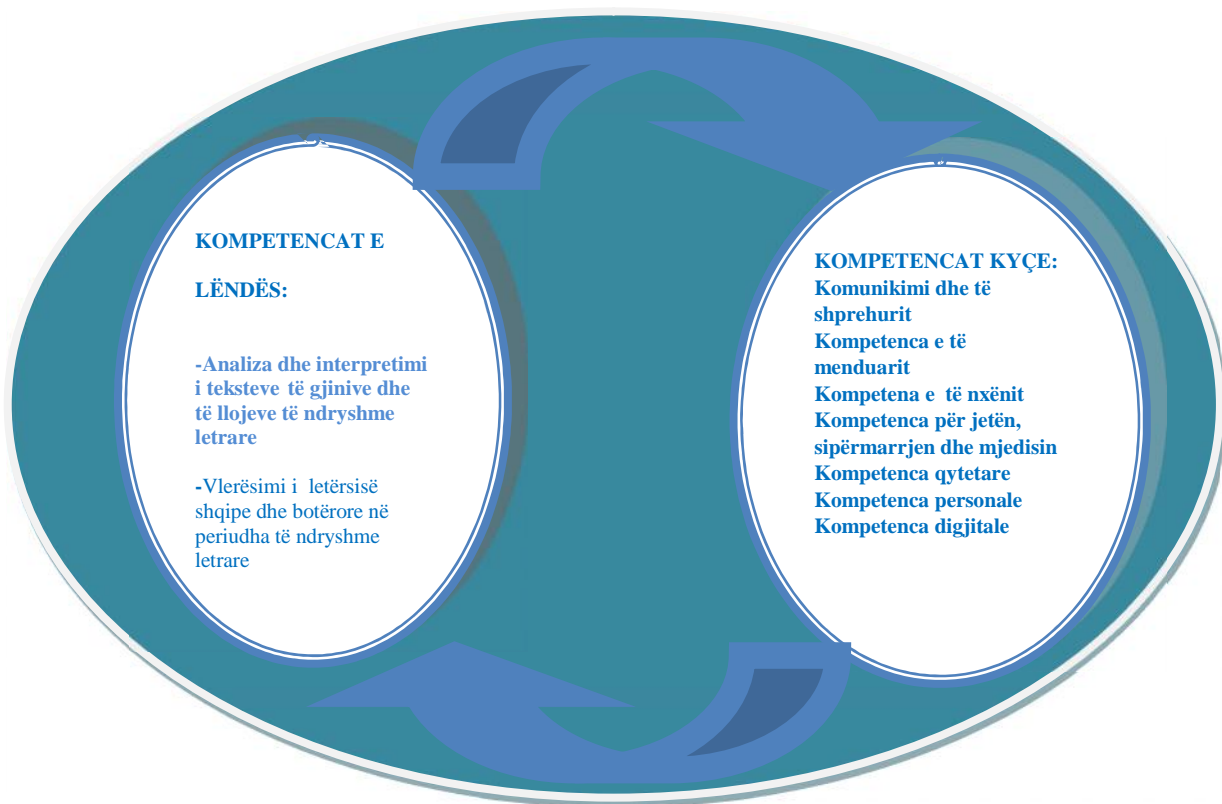 KOMPETENCAT E
LËNDËS:
-Analiza dhe interpretimi
i teksteve të gjinive dhe
të llojeve të ndryshme
letrare
-Vlerësimi i letërsisë
shqipe dhe botërore në
periudha të ndryshme
letrare
KOMPETENCAT KYÇE:
Komunikimi dhe të
shprehurit
Kompetenca e të
menduarit
Kompetena e të nxënit
Kompetenca për jetën,
sipërmarrjen dhe mjedisin
Kompetenca qytetare
Kompetenca personale
Kompetenca digjitale